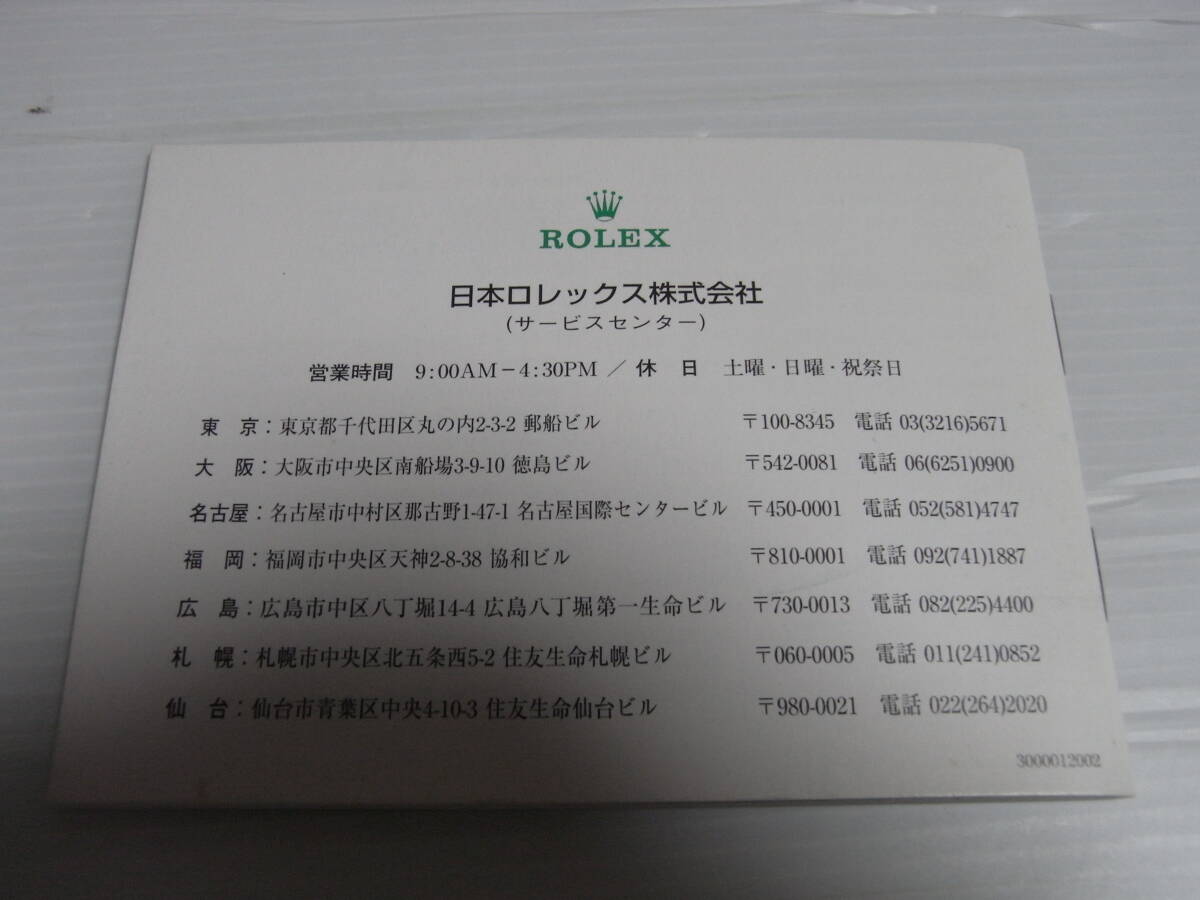 ROLEX
日本ロレックス株式会社
(サービスセンター)
営業時間 9:00AM－4:30PM ／ 休 日 土曜・日曜・祝祭日
東 京：東京都千代田区丸の内2-3-2 郵船ビル 〒100-8345 電話 03(3216)5671
大 阪：大阪市中央区南船場3-9-10 徳島ビル 〒542-0081 電話 06(6251)0900
名古屋：名古屋市中村区那古野1-47-1 名古屋国際センタービル 〒450-0001 電話 052(581)4747
福 岡：福岡市中央区天神2-8-38 協和ビル 〒810-0001 電話 092(741)1887
広 島：広島市中区八丁堀14-4 広島八丁堀第一生命ビル 〒730-0013 電話 082(225)4400
札 幌：札幌市中央区北五条西5-2 住友生命札幌ビル 〒060-0005 電話 011(241)0852
仙 台：仙台市青葉区中央4-10-3 住友生命仙台ビル 〒980-0021 電話 022(264)2020
3000012002